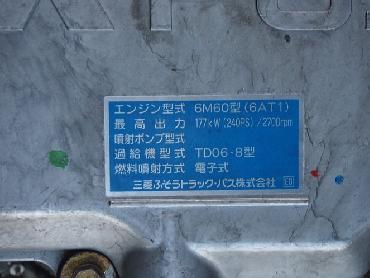 エンジン型式 6M60型(6AT1)
最高出力 177kW(240PS)/2700rpm
噴射ポンプ型式
過給機型式 TD06-8型
燃料噴射方式 電子式
三菱ふそうトラック・バス株式会社